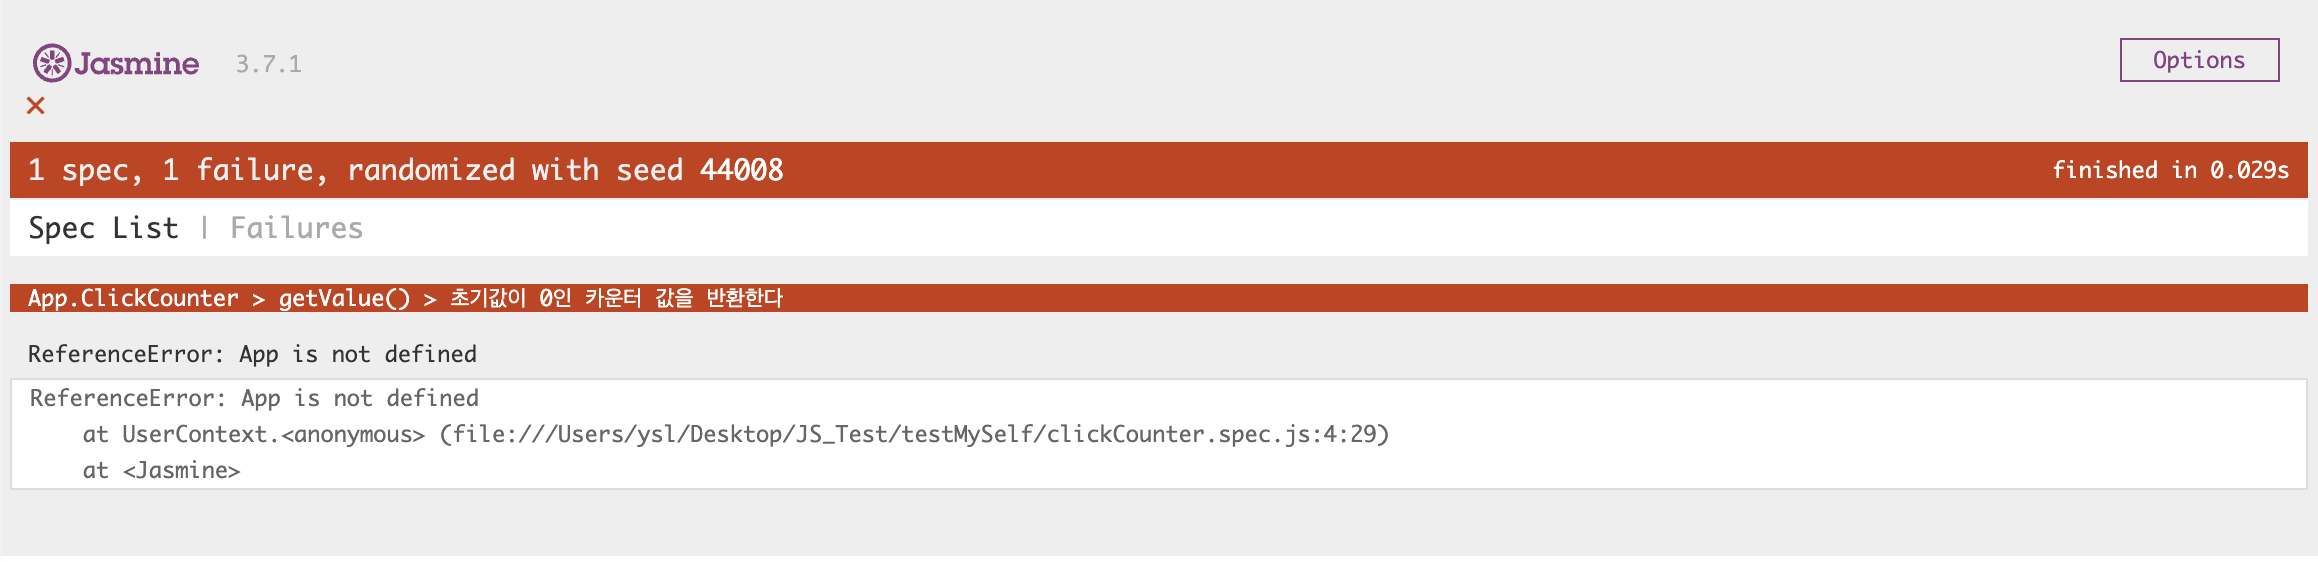 Jasmine 3.7.1 Options
×
1 spec, 1 failure, randomized with seed 44008 finished in 0.029s
Spec List | Failures
App.ClickCounter > getValue() > 초기값이 0인 카운터 값을 반환한다
ReferenceError: App is not defined
ReferenceError: App is not defined
at UserContext.<anonymous> (file:///Users/ysl/Desktop/JS_Test/testMySelf/clickCounter.spec.js:4:29)
at <Jasmine>